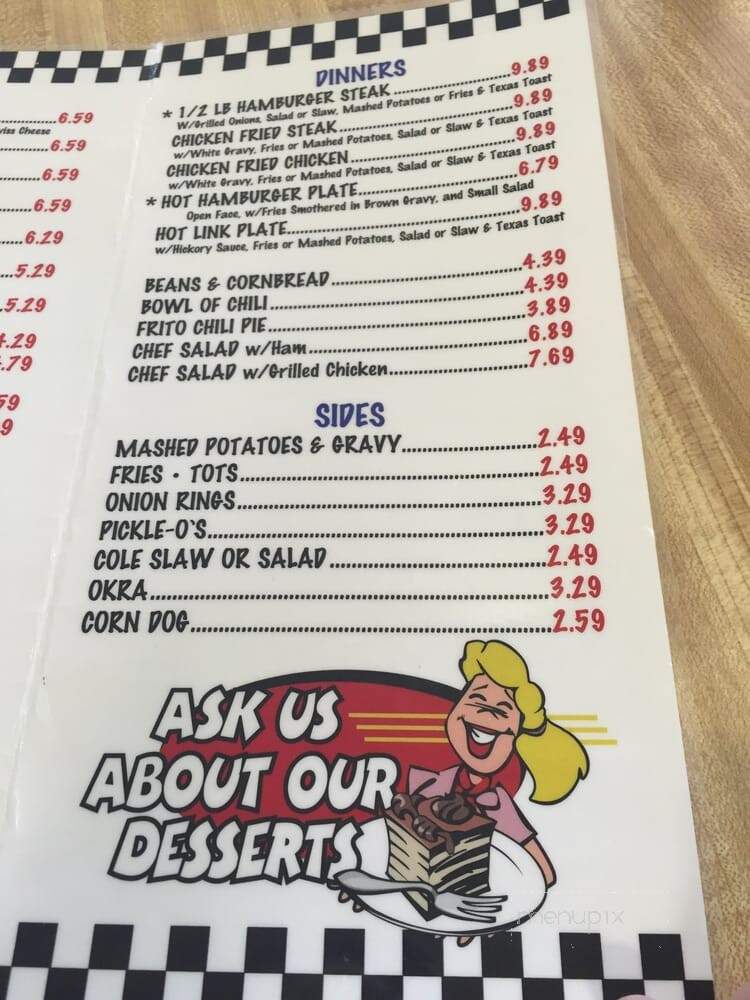 6.59
viss Cheese
6.59
6.59
6.59
6.29
5.29
5.29
.29
.79
59
9
DINNERS
* 1/2 LB HAMBURGER STEAK 9.89
W/Grilled Onions, Salad or Slaw, Mashed Potatoes or Fries & Texas Toast
CHICKEN FRIED STEAK 9.89
w/White Gravy, Fries or Mashed Potatoes, Salad or Slaw & Texas Toast
CHICKEN FRIED CHICKEN 9.89
w/White Gravy, Fries or Mashed Potatoes, Salad or Slaw & Texas Toast
* HOT HAMBURGER PLATE 6.79
Open Face, w/Fries Smothered in Brown Gravy, and Small Salad
HOT LINK PLATE 9.89
w/Hickory Sauce, Fries or Mashed Potatoes, Salad or Slaw & Texas Toast
BEANS & CORNBREAD 4.39
BOWL OF CHILI 4.39
FRITO CHILI PIE 3.89
CHEF SALAD w/Ham 6.89
CHEF SALAD w/Grilled Chicken 7.69
SIDES
MASHED POTATOES & GRAVY 2.49
FRIES · TOTS 2.49
ONION RINGS 3.29
PICKLE-O'S 3.29
COLE SLAW OR SALAD 2.49
OKRA 3.29
CORN DOG 2.59
ASK US
ABOUT OUR
DESSERTS
menupix